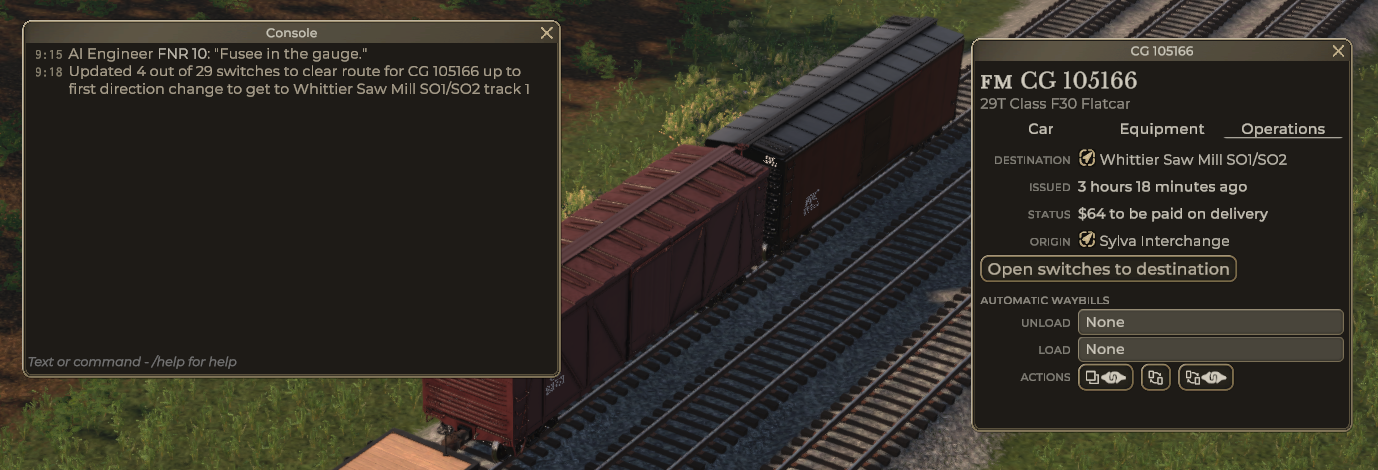 Console
9:15 AI Engineer FNR 10: "Fusee in the gauge."
9:18 Updated 4 out of 29 switches to clear route for CG 105166 up to
first direction change to get to Whittier Saw Mill SO1/SO2 track 1
Text or command - /help for help
CG 105166
FM CG 105166
29T Class F30 Flatcar
Car Equipment Operations
DESTINATION Whittier Saw Mill SO1/SO2
ISSUED 3 hours 18 minutes ago
STATUS $64 to be paid on delivery
ORIGIN Sylva Interchange
Open switches to destination
AUTOMATIC WAYBILLS
UNLOAD None
LOAD None
ACTIONS